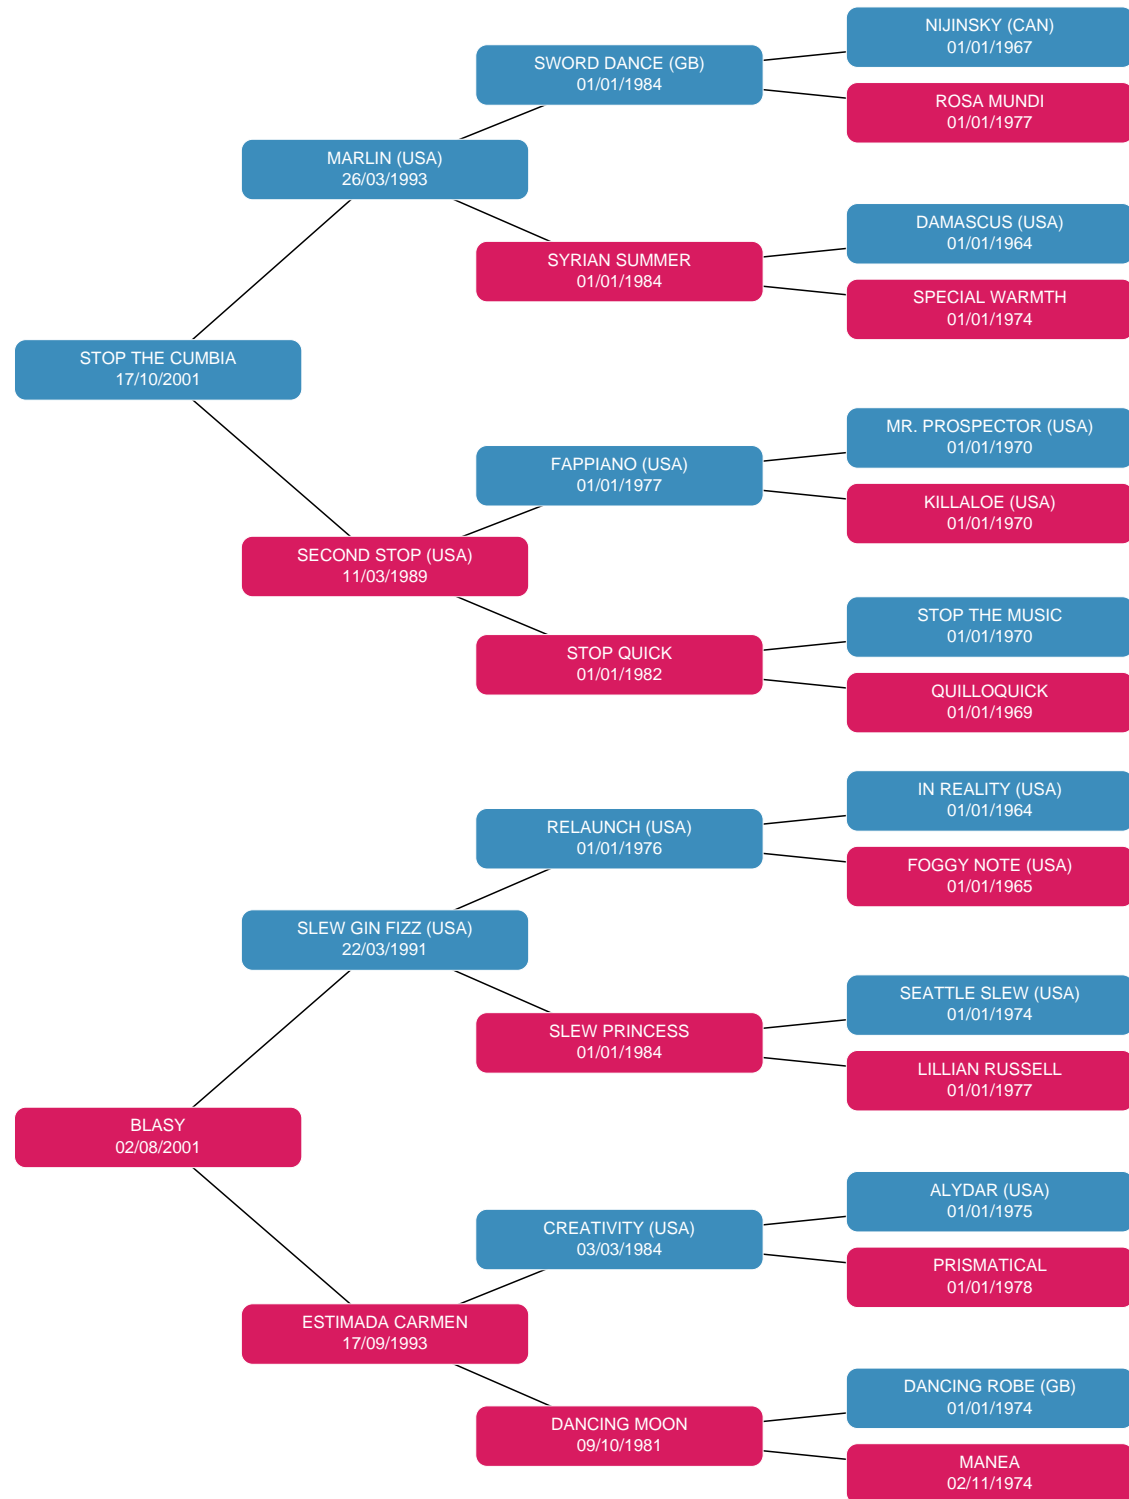 NIJINSKY (CAN)
01/01/1967
SWORD DANCE (GB)
01/01/1984
ROSA MUNDI
01/01/1977
MARLIN (USA)
26/03/1993
DAMASCUS (USA)
01/01/1964
SYRIAN SUMMER
01/01/1984
SPECIAL WARMTH
01/01/1974
STOP THE CUMBIA
17/10/2001
MR. PROSPECTOR (USA)
01/01/1970
FAPPIANO (USA)
01/01/1977
KILLALOE (USA)
01/01/1970
SECOND STOP (USA)
11/03/1989
STOP THE MUSIC
01/01/1970
STOP QUICK
01/01/1982
QUILLOQUICK
01/01/1969
IN REALITY (USA)
01/01/1964
RELAUNCH (USA)
01/01/1976
FOGGY NOTE (USA)
01/01/1965
SLEW GIN FIZZ (USA)
22/03/1991
SEATTLE SLEW (USA)
01/01/1974
SLEW PRINCESS
01/01/1984
LILLIAN RUSSELL
01/01/1977
BLASY
02/08/2001
ALYDAR (USA)
01/01/1975
CREATIVITY (USA)
03/03/1984
PRISMATICAL
01/01/1978
ESTIMADA CARMEN
17/09/1993
DANCING ROBE (GB)
01/01/1974
DANCING MOON
09/10/1981
MANEA
02/11/1974